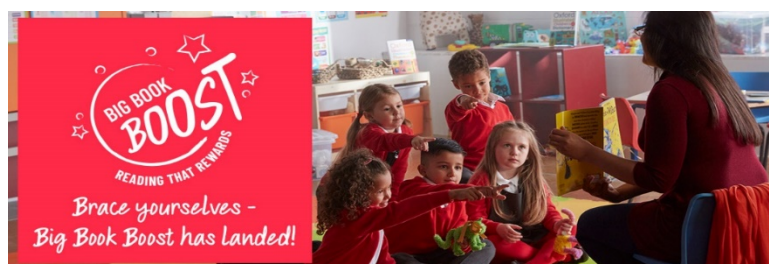 BIG BOOK
BOOST
READING THAT REWARDS
Brace yourselves -
Big Book Boost has landed!